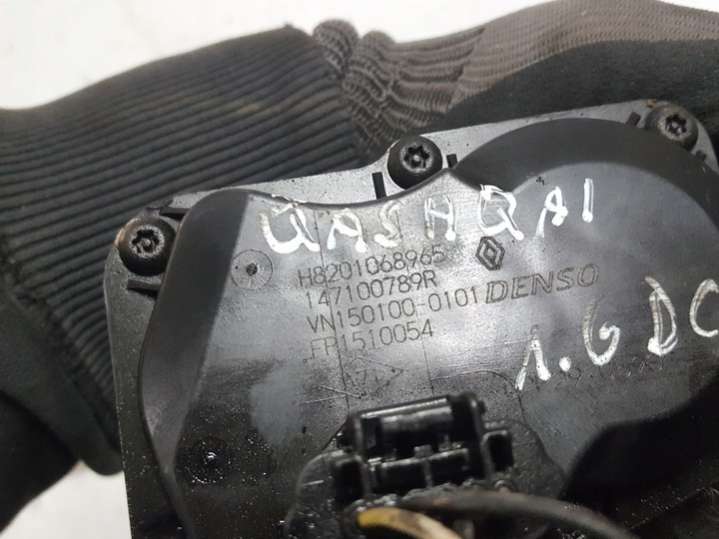 QASHQAI
H8201068965
147100789R
VN150100-0101 DENSO
FR1510054
1.6 DC